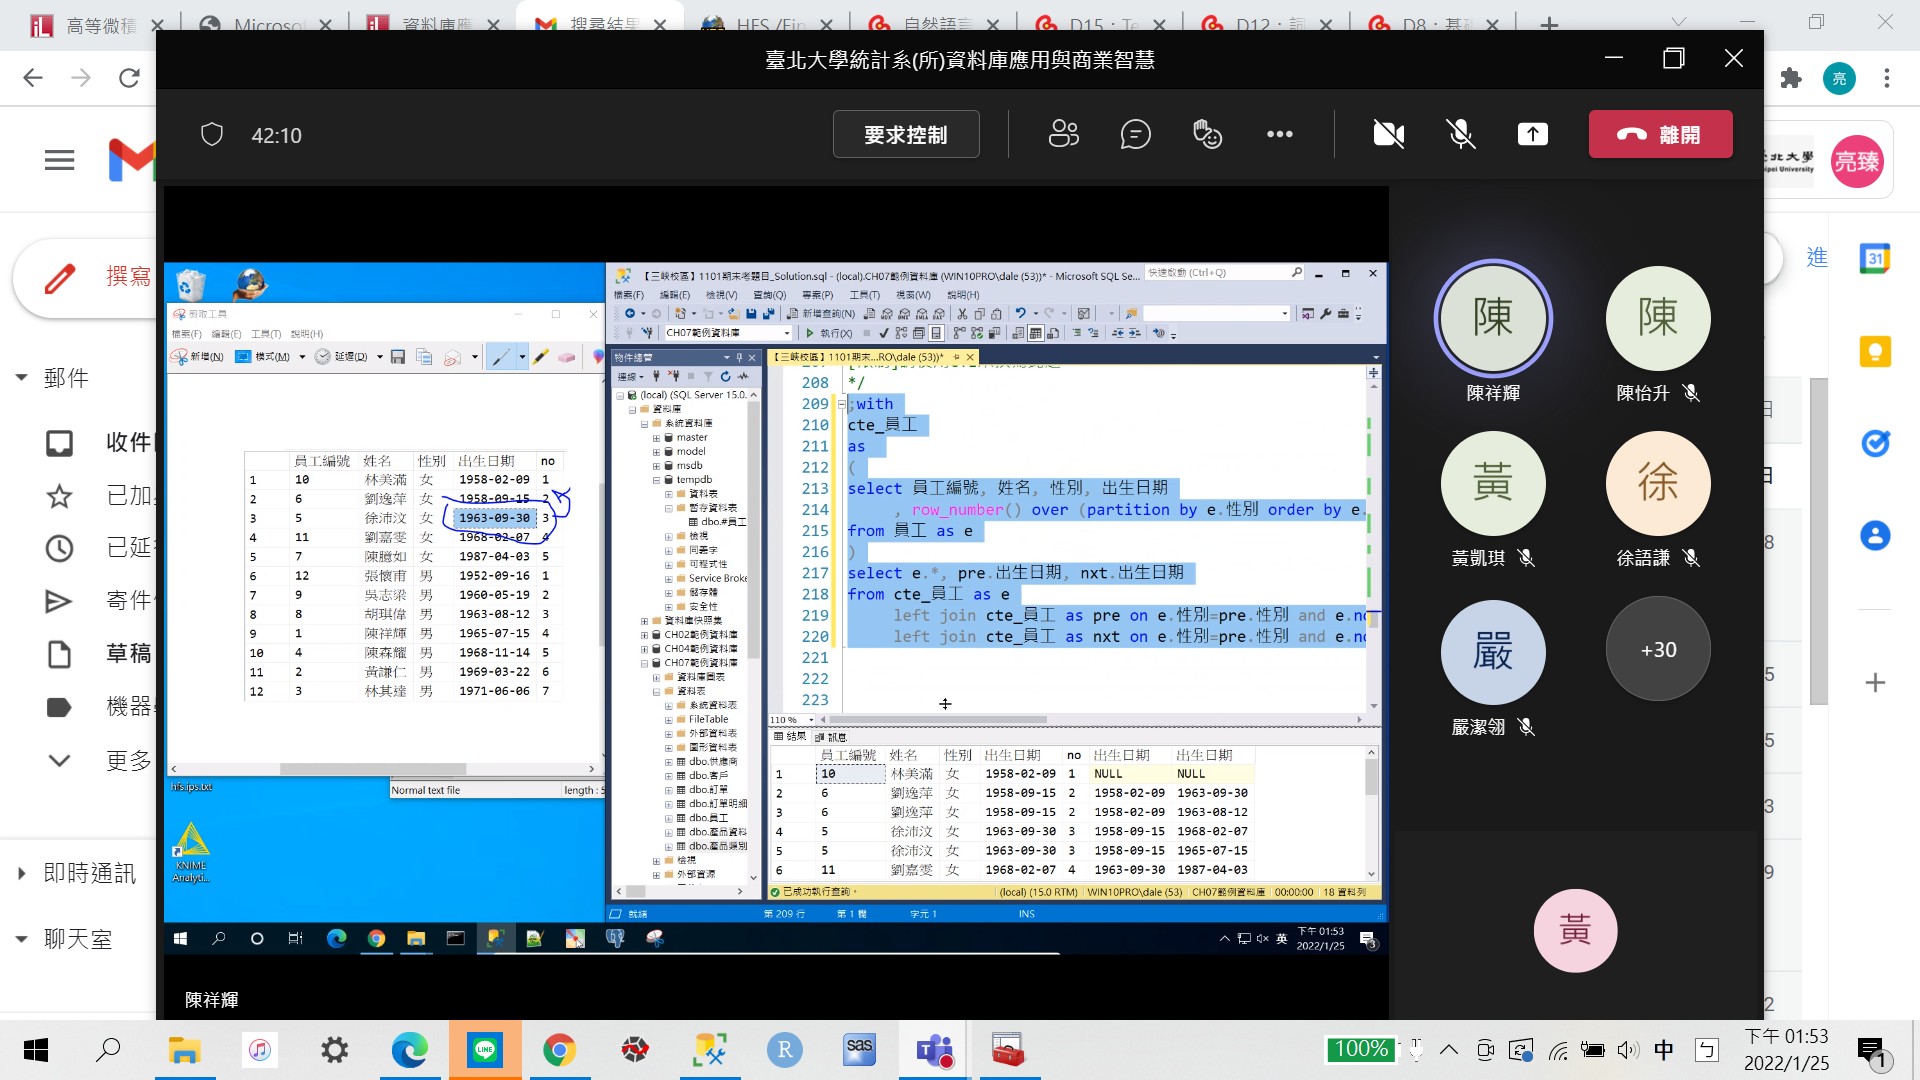 高等微積
Microsof
資料庫應
搜尋結果
HFS /Fin
自然語言
D15：Te
D12：詞
D8：基
亮
臺北大學統計系(所)資料庫應用與商業智慧
42:10
要求控制
離開
北大學
亮瑧
撰寫
郵件
收件
已加
已延
寄件
草稿
更多
即時通訊
聊天室
進
31
剪取工具
檔案(F) 編輯(E) 工具(T) 說明(H)
新增(N) 模式(M) 延遲(D)
員工編號 姓名 性別 出生日期 no
1 10 林美滿 女 1958-02-09 1
2 6 劉逸萍 女 1958-09-15 2
3 5 徐沛汶 女 1963-09-30 3
4 11 劉嘉雯 女 1968-02-07 4
5 7 陳臆如 女 1987-04-03 5
6 12 張懷甫 男 1952-09-16 1
7 9 吳志梁 男 1960-05-19 2
8 8 胡琪偉 男 1963-08-12 3
9 1 陳祥輝 男 1965-07-15 4
10 4 陳森耀 男 1968-11-14 5
11 2 黃謙仁 男 1969-03-22 6
12 3 林其達 男 1971-06-06 7
hfs.ips.txt
Normal text file length : 5
KNIME
Analyti...
【三峽校區】1101期末考題目_Solution.sql - (local).CH07範例資料庫 (WIN10PRO\dale (53))* - Microsoft SQL Se...
快速啟動 (Ctrl+Q)
檔案(F) 編輯(E) 檢視(V) 查詢(Q) 專案(P) 工具(T) 視窗(W) 說明(H)
新增查詢(N)
CH07範例資料庫 執行(X)
物件總管
連線
(local) (SQL Server 15.0.
資料庫
系統資料庫
master
model
msdb
tempdb
資料表
暫存資料表
dbo.#員工
檢視
同義字
可程式性
Service Broke
儲存體
安全性
資料庫快照集
CH02範例資料庫
CH04範例資料庫
CH07範例資料庫
資料庫圖表
資料表
系統資料表
FileTable
外部資料表
圖形資料表
dbo.供應商
dbo.客戶
dbo.訂單
dbo.訂單明細
dbo.員工
dbo.產品資料
dbo.產品類別
檢視
外部資源
【三峽校區】1101期末...RO\dale (53))*
208 */
209 ;with
210 cte_員工
211 as
212 (
213 select 員工編號, 姓名, 性別, 出生日期
214 , row_number() over (partition by e.性別 order by e.
215 from 員工 as e
216 )
217 select e.*, pre.出生日期, nxt.出生日期
218 from cte_員工 as e
219 left join cte_員工 as pre on e.性別=pre.性別 and e.no
220 left join cte_員工 as nxt on e.性別=nxt.性別 and e.no
221
222
223
110 %
結果 訊息
員工編號 姓名 性別 出生日期 no 出生日期 出生日期
1 10 林美滿 女 1958-02-09 1 NULL NULL
2 6 劉逸萍 女 1958-09-15 2 1958-02-09 1963-09-30
3 6 劉逸萍 女 1958-09-15 2 1958-02-09 1963-08-12
4 5 徐沛汶 女 1963-09-30 3 1958-09-15 1968-02-07
5 5 徐沛汶 女 1963-09-30 3 1958-09-15 1965-07-15
6 11 劉嘉雯 女 1968-02-07 4 1963-09-30 1987-04-03
已成功執行查詢。 (local) (15.0 RTM) WIN10PRO\dale (53) CH07範例資料庫 00:00:00 18 資料列
就緒 第 209 行 第 1 欄 字元 1 INS
英 下午 01:53
2022/1/25
3
陳祥輝
陳
陳祥輝
陳
陳怡升
黃
黃凱琪
徐
徐語謙
嚴
嚴潔翎
+30
黃
LINE
R
sas
100%
中
ㄅ
下午 01:53
2022/1/25
1